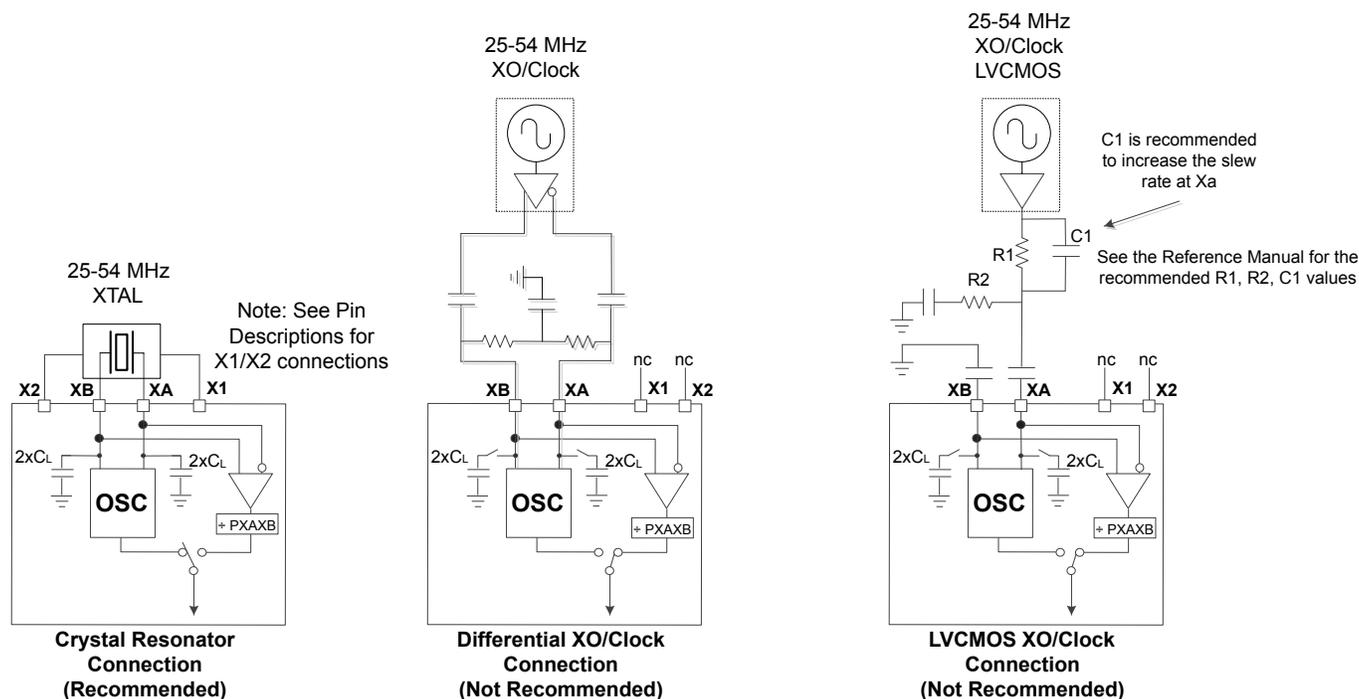 25-54 MHz
XTAL
Note: See Pin
Descriptions for
X1/X2 connections
X2
XB
XA
X1
2xCL
2xCL
OSC
÷ PXAXB
Crystal Resonator
Connection
(Recommended)
25-54 MHz
XO/Clock
nc
nc
XB
XA
X1
X2
2xCL
2xCL
OSC
÷ PXAXB
Differential XO/Clock
Connection
(Not Recommended)
25-54 MHz
XO/Clock
LVCMOS
C1 is recommended
to increase the slew
rate at Xa
C1
R1
See the Reference Manual for the
recommended R1, R2, C1 values
R2
nc
nc
XB
XA
X1
X2
2xCL
2xCL
OSC
÷ PXAXB
LVCMOS XO/Clock
Connection
(Not Recommended)